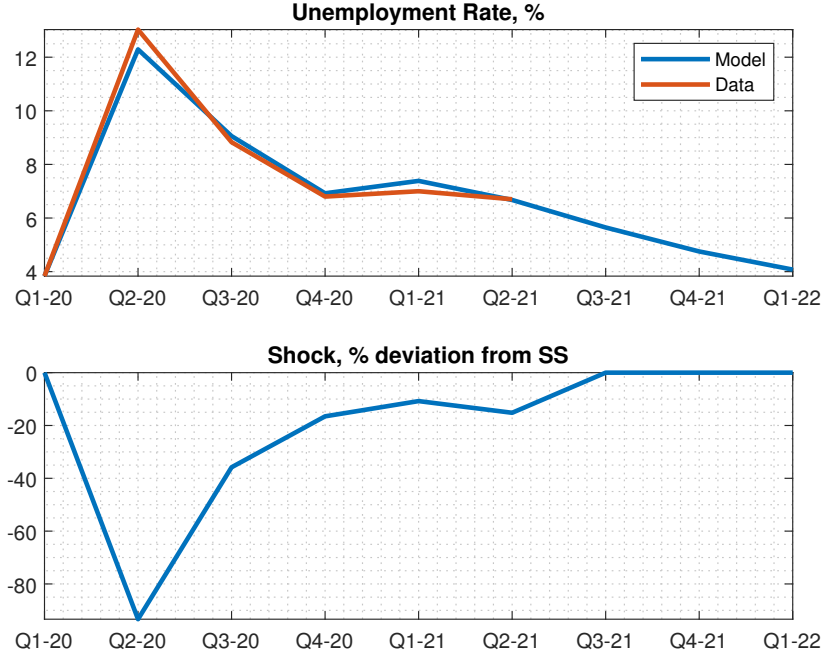 Unemployment Rate, %
12
10
8
6
4
Model
Data
Q1-20 Q2-20 Q3-20 Q4-20 Q1-21 Q2-21 Q3-21 Q4-21 Q1-22
Shock, % deviation from SS
0
-20
-40
-60
-80
Q1-20 Q2-20 Q3-20 Q4-20 Q1-21 Q2-21 Q3-21 Q4-21 Q1-22